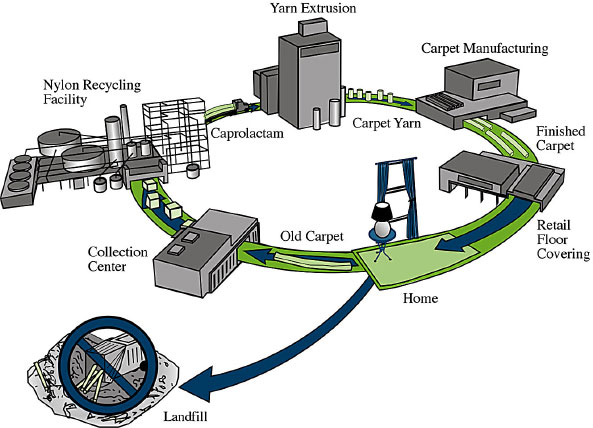 Yarn Extrusion
Carpet Manufacturing
Nylon Recycling
Facility
Caprolactam
Carpet Yarn
Finished
Carpet
Retail
Floor
Covering
Old Carpet
Collection
Center
Home
Landfill